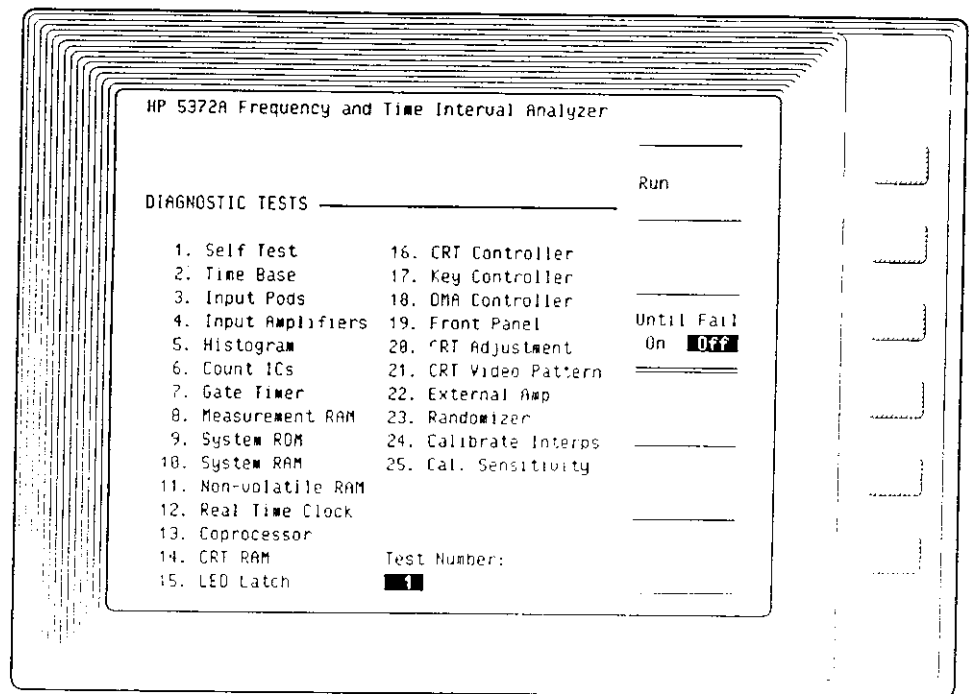 HP 5372A Frequency and Time Interval Analyzer
Run
DIAGNOSTIC TESTS
1. Self Test
2. Time Base
3. Input Pods
4. Input Amplifiers
5. Histogram
6. Count ICs
7. Gate Timer
8. Measurement RAM
9. System ROM
10. System RAM
11. Non-volatile RAM
12. Real Time Clock
13. Coprocessor
14. CRT RAM
15. LED Latch
16. CRT Controller
17. Key Controller
18. DMA Controller
19. Front Panel
20. CRT Adjustment
21. CRT Video Pattern
22. External Amp
23. Randomizer
24. Calibrate Interps
25. Cal. Sensitivity
Test Number:
1
Until Fail
On Off